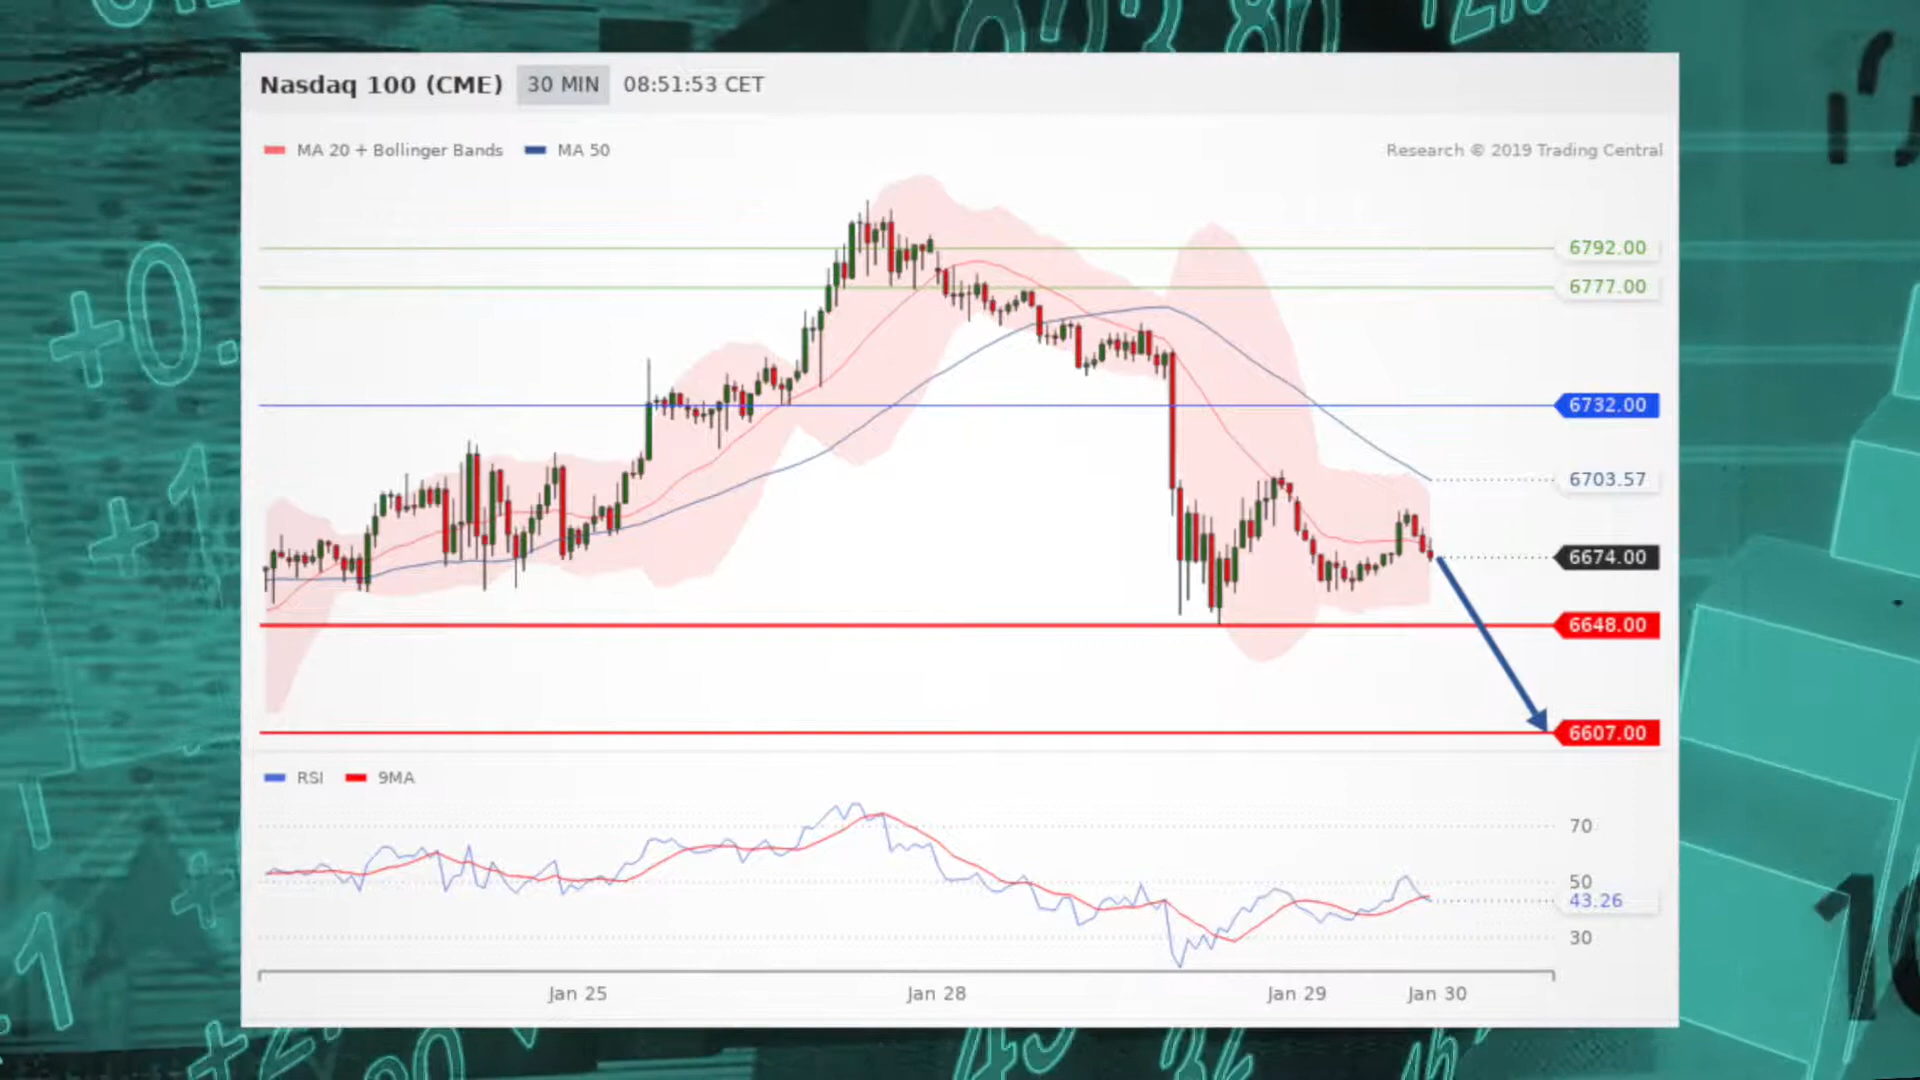 Nasdaq 100 (CME) 30 MIN 08:51:53 CET
MA 20 + Bollinger Bands MA 50
Research © 2019 Trading Central
6792.00
6777.00
6732.00
6703.57
6674.00
6648.00
6607.00
RSI 9MA
70
50
43.26
30
Jan 25 Jan 28 Jan 29 Jan 30
+0.